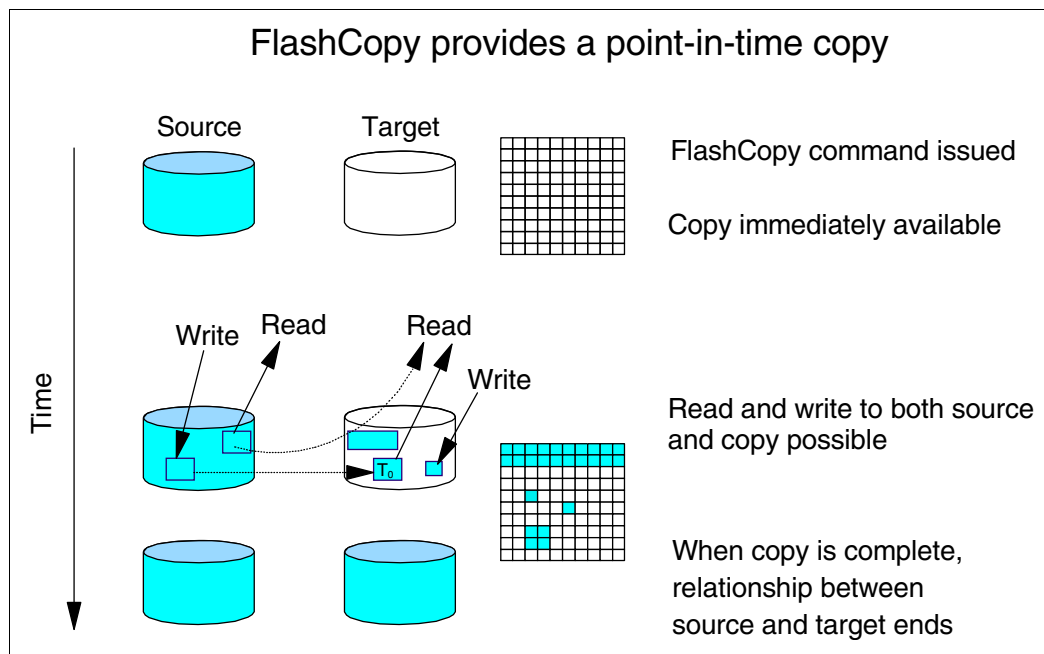 FlashCopy provides a point-in-time copy
Source
Target
FlashCopy command issued
Copy immediately available
Time
Write
Read
Read
Write
T0
Read and write to both source
and copy possible
When copy is complete,
relationship between
source and target ends